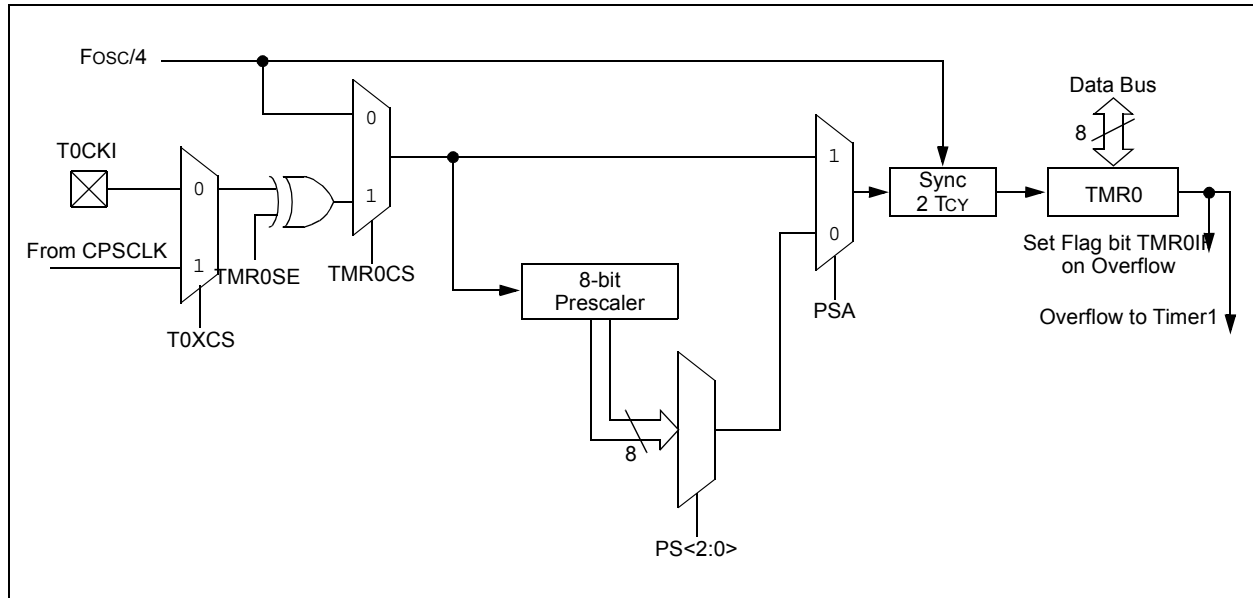 FOSC/4
Data Bus
0
8
T0CKI
1
0
1
Sync
2 TCY
TMR0
From CPSCLK
1
TMR0SE
TMR0CS
0
Set Flag bit TMR0IF
on Overflow
8-bit
Prescaler
PSA
T0XCS
Overflow to Timer1
8
PS<2:0>